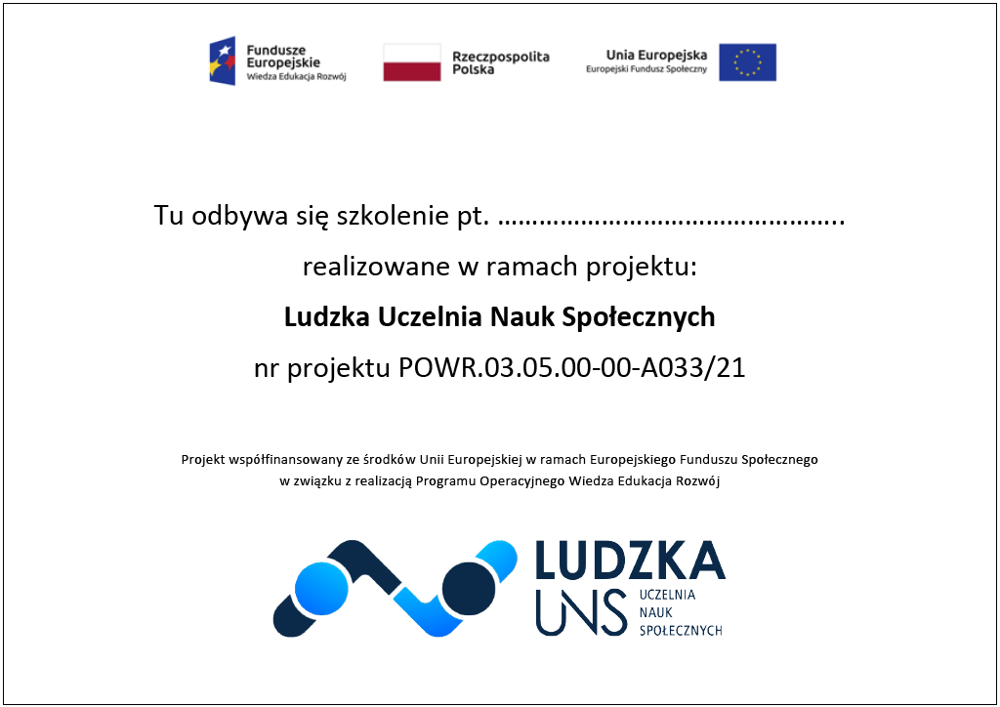 Fundusze
Europejskie
Wiedza Edukacja Rozwój
Rzeczpospolita
Polska
Unia Europejska
Europejski Fundusz Społeczny
Tu odbywa się szkolenie pt. …………………………………………..
realizowane w ramach projektu:
Ludzka Uczelnia Nauk Społecznych
nr projektu POWR.03.05.00-00-A033/21
Projekt współfinansowany ze środków Unii Europejskiej w ramach Europejskiego Funduszu Społecznego
w związku z realizacją Programu Operacyjnego Wiedza Edukacja Rozwój
LUDZKA
UNS
UCZELNIA
NAUK
SPOŁECZNYCH